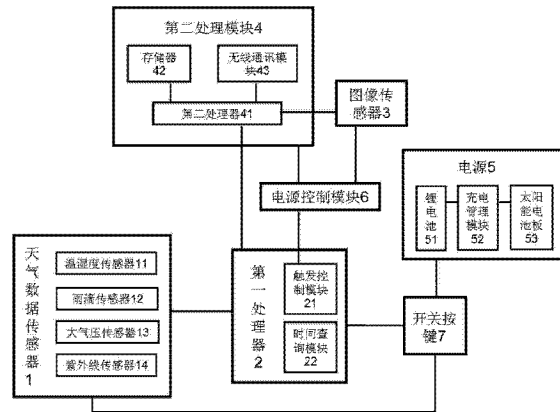 第二处理模块4
存储器
42
无线通讯模
块43
第二处理器41
图像传
感器3
电源5
锂
电
池
51
充电
管理
模块
52
太阳
能电
池板
53
电源控制模块6
天
气
数
据
传
感
器
1
温湿度传感器11
雨滴传感器12
大气压传感器13
紫外线传感器14
第
一
处
理
器
2
触发控
制模块
21
时间查
询模块
22
开关按
键7